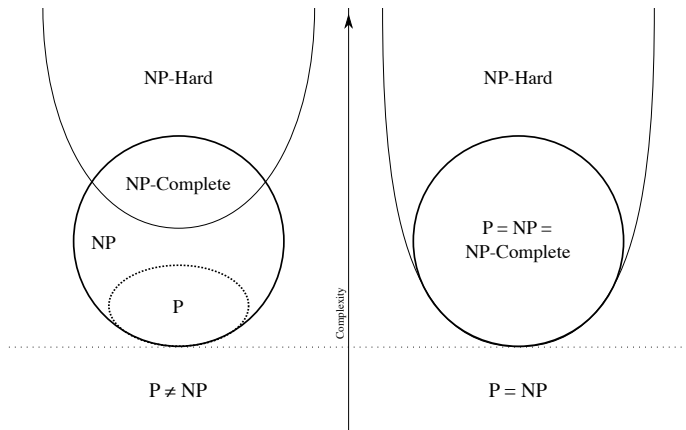 NP-Hard
NP-Complete
NP
P
P ≠ NP
Complexity
NP-Hard
P = NP =
NP-Complete
P = NP